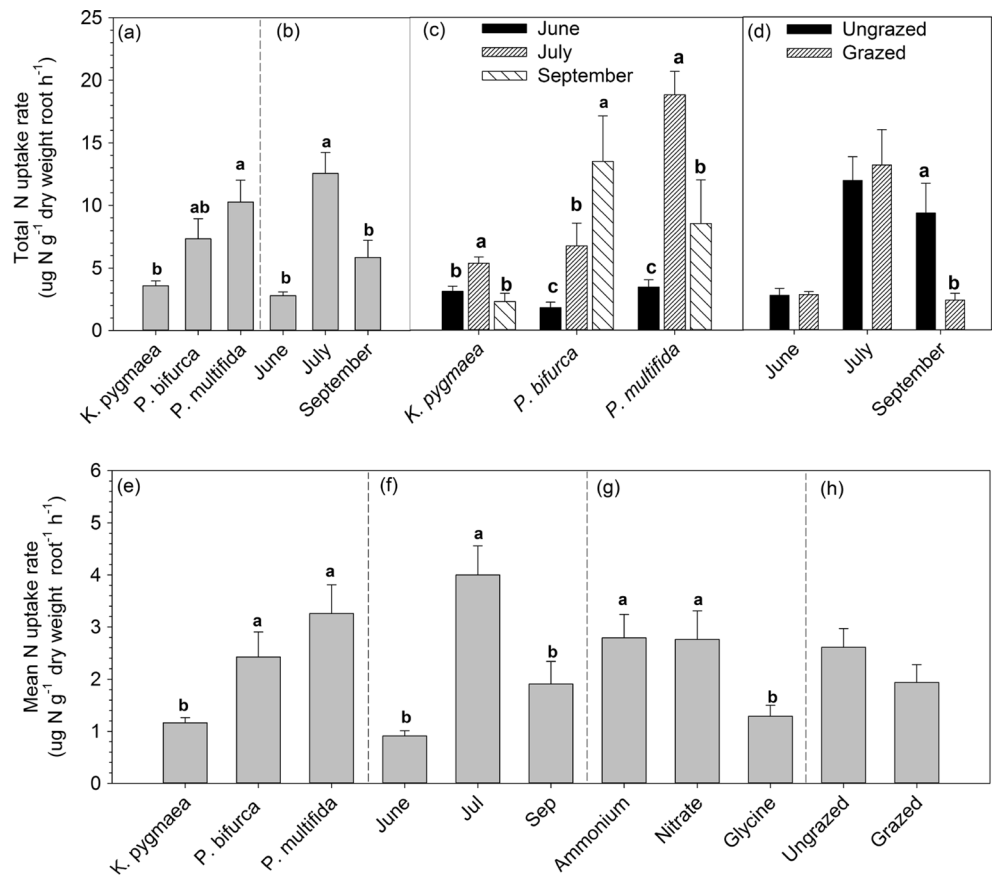 Total N uptake rate
(ug N g⁻¹ dry weight root h⁻¹)
25
20
15
10
5
0
(a)
b
ab
a
K. pygmaea
P. bifurca
P. multifida
(b)
b
a
b
June
July
September
(c)
June
July
September
b
a
b
c
b
a
c
a
b
K. pygmaea
P. bifurca
P. multifida
(d)
Ungrazed
Grazed
a
b
June
July
September
Mean N uptake rate
(ug N g⁻¹ dry weight root⁻¹ h⁻¹)
6
5
4
3
2
1
0
(e)
b
a
a
K. pygmaea
P. bifurca
P. multifida
(f)
b
a
b
June
Jul
Sep
(g)
a
a
b
Ammonium
Nitrate
Glycine
(h)
Ungrazed
Grazed